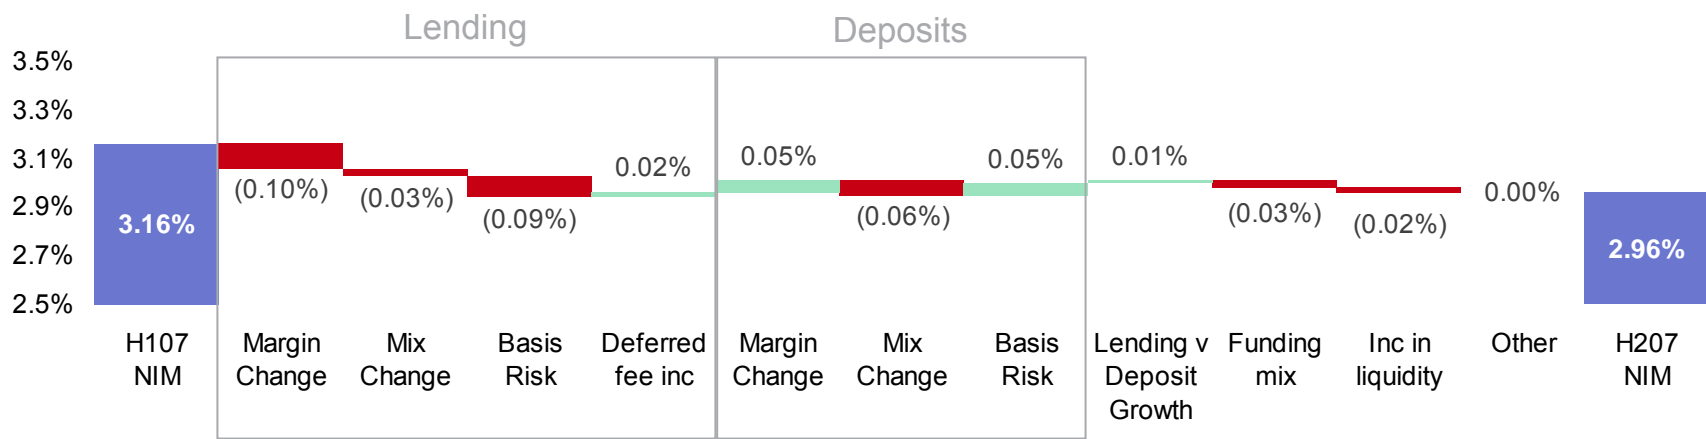 Lending
Deposits
3.5%
3.3%
3.1%
2.9%
2.7%
2.5%
3.16%
(0.10%)
(0.03%)
(0.09%)
0.02%
0.05%
(0.06%)
0.05%
0.01%
(0.03%)
(0.02%)
0.00%
2.96%
H107
NIM
Margin
Change
Mix
Change
Basis
Risk
Deferred
fee inc
Margin
Change
Mix
Change
Basis
Risk
Lending v
Deposit
Growth
Funding
mix
Inc in
liquidity
Other
H207
NIM